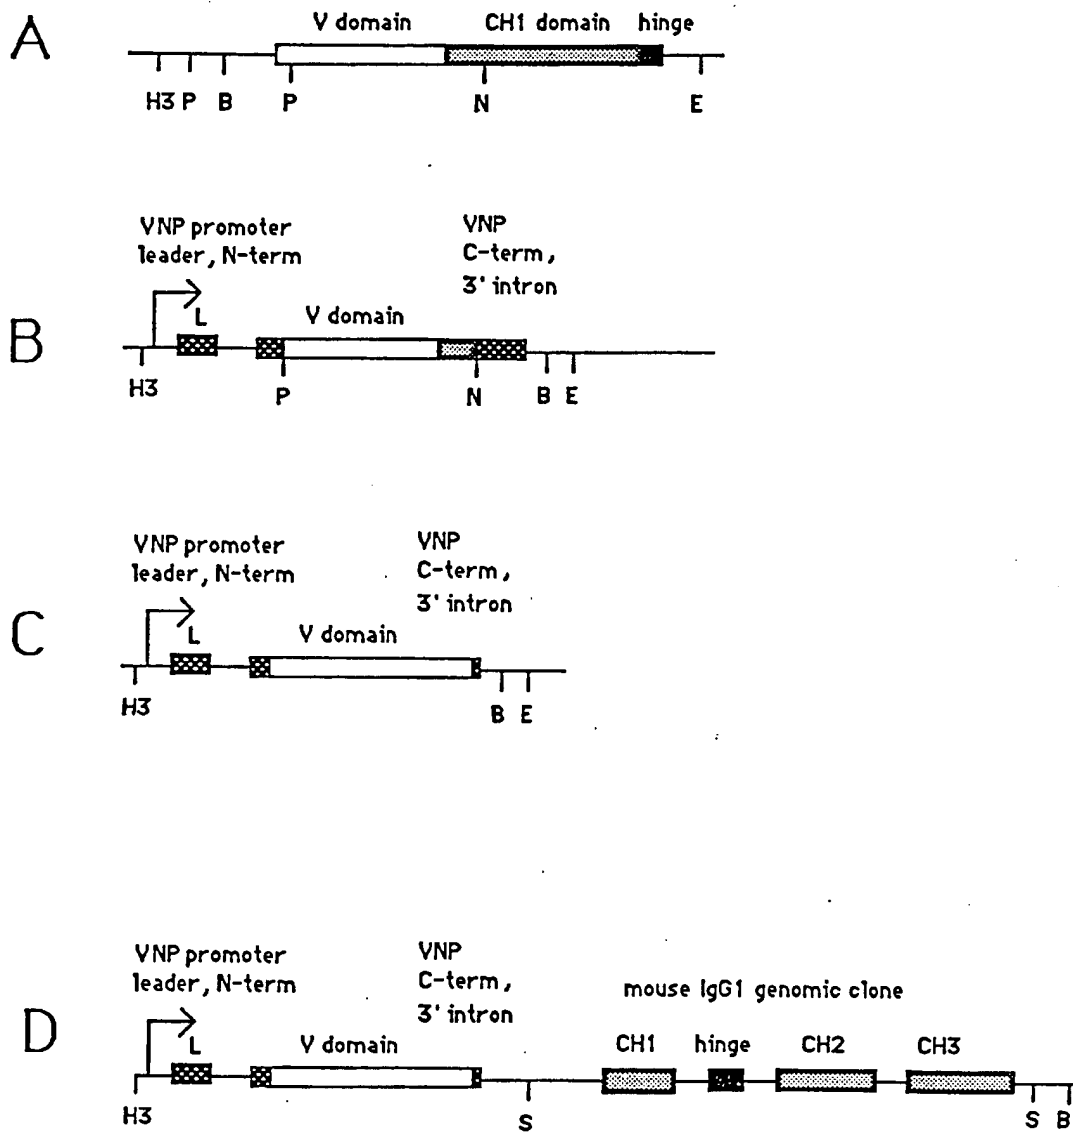 A
V domain CH1 domain hinge
H3 P B P N E
VNP promoter
leader, N-term
VNP
C-term,
3' intron
B
L
V domain
H3 P N B E
VNP promoter
leader, N-term
VNP
C-term,
3' intron
C
L
V domain
H3 B E
VNP promoter
leader, N-term
VNP
C-term,
3' intron
mouse IgG1 genomic clone
D
L
V domain CH1 hinge CH2 CH3
H3 S S B